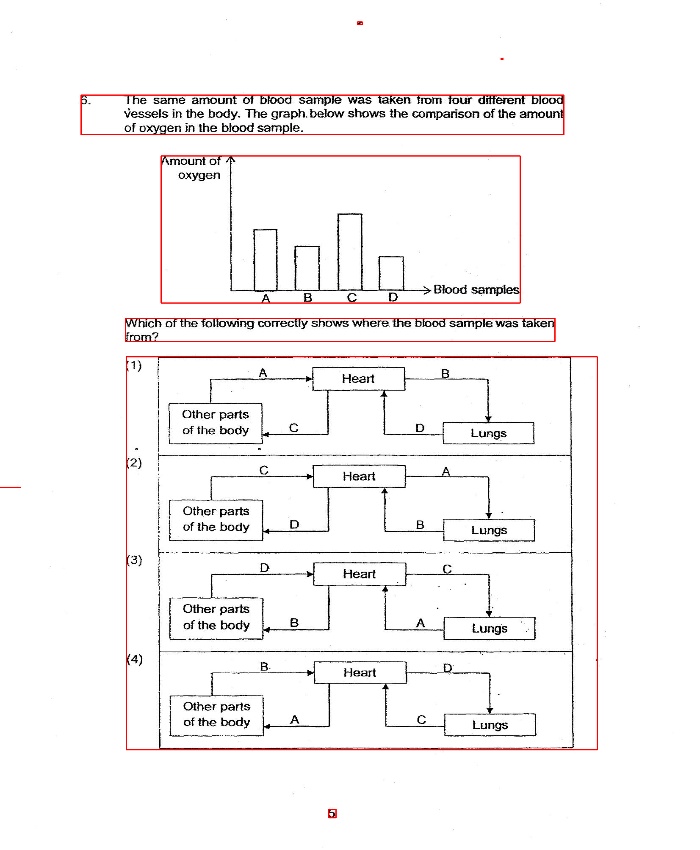 6. The same amount of blood sample was taken from four different blood
vessels in the body. The graph below shows the comparison of the amount
of oxygen in the blood sample.
Amount of
oxygen
Blood samples
A B C D
Which of the following correctly shows where the blood sample was taken
from?
(1)
A Heart B
Other parts
of the body C D Lungs
(2)
C Heart A
Other parts
of the body D B Lungs
(3)
D Heart C
Other parts
of the body B A Lungs
(4)
B Heart D
Other parts
of the body A C Lungs
5